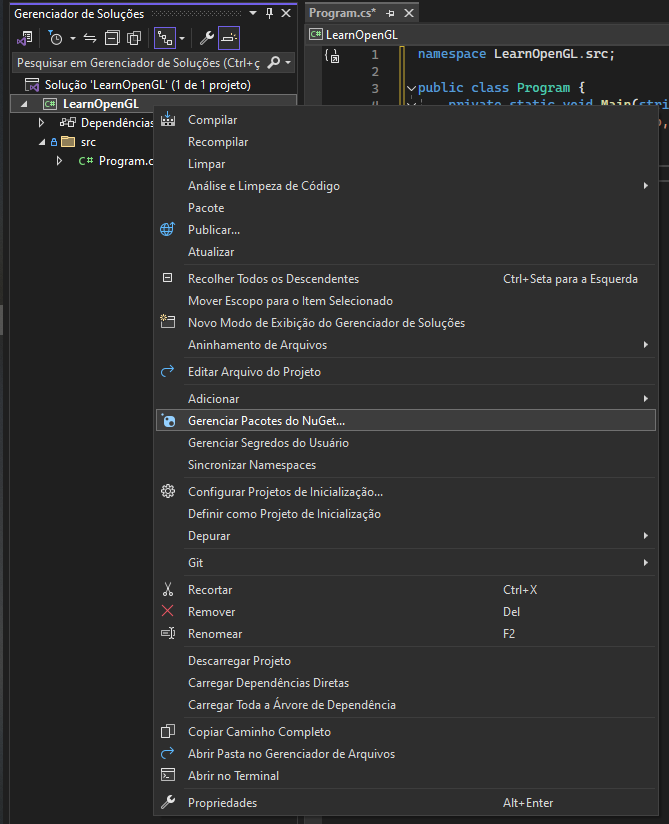 Gerenciador de Soluções
Program.cs*
C# LearnOpenGL
Pesquisar em Gerenciador de Soluções (Ctrl+ç
Solução 'LearnOpenGL' (1 de 1 projeto)
C# LearnOpenGL
Dependências
src
C# Program.c
1 namespace LearnOpenGL.src;
2
3 public class Program {
4 private static void Main(stri
Compilar
Recompilar
Limpar
Análise e Limpeza de Código
Pacote
Publicar...
Atualizar
Recolher Todos os Descendentes Ctrl+Seta para a Esquerda
Mover Escopo para o Item Selecionado
Novo Modo de Exibição do Gerenciador de Soluções
Aninhamento de Arquivos
Editar Arquivo do Projeto
Adicionar
Gerenciar Pacotes do NuGet...
Gerenciar Segredos do Usuário
Sincronizar Namespaces
Configurar Projetos de Inicialização...
Definir como Projeto de Inicialização
Depurar
Git
Recortar Ctrl+X
Remover Del
Renomear F2
Descarregar Projeto
Carregar Dependências Diretas
Carregar Toda a Árvore de Dependência
Copiar Caminho Completo
Abrir Pasta no Gerenciador de Arquivos
Abrir no Terminal
Propriedades Alt+Enter